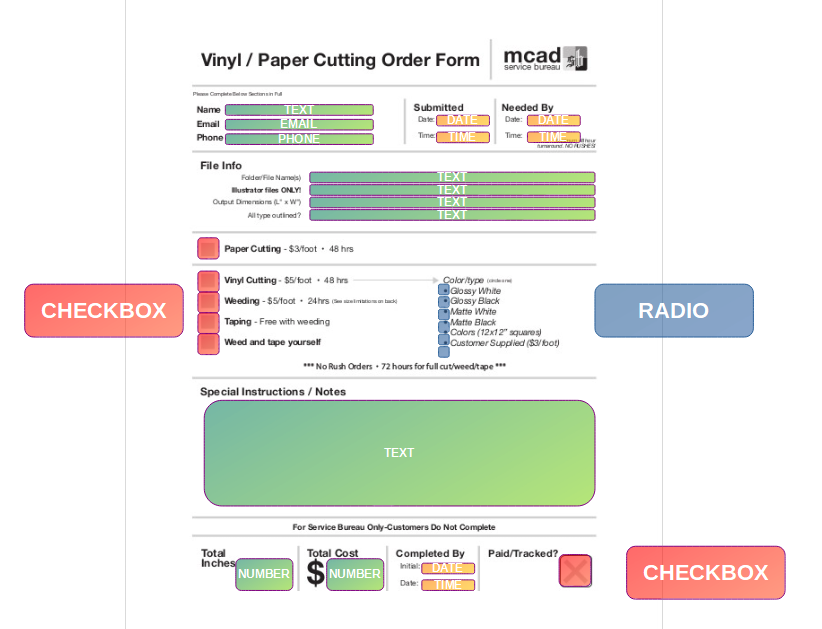 Vinyl / Paper Cutting Order Form
mcad
service bureau
Please Complete Below Sections in Full
Name TEXT
Email EMAIL
Phone PHONE
Submitted
Date: DATE
Time: TIME
Needed By
Date: DATE
Time: TIME
hour
turnaround. NO RUSHES!
File Info
Folder/File Name(s) TEXT
Illustrator files ONLY! TEXT
Output Dimensions (L" x W") TEXT
All type outlined? TEXT
Paper Cutting - $3/foot • 48 hrs
Vinyl Cutting - $5/foot • 48 hrs
Weeding - $5/foot • 24hrs (See size limitations on back)
Taping - Free with weeding
Weed and tape yourself
CHECKBOX
Color/type (circle one)
• Glossy White
• Glossy Black
• Matte White
• Matte Black
• Colors (12x12" squares)
• Customer Supplied ($3/foot)
RADIO
*** No Rush Orders • 72 hours for full cut/weed/tape ***
Special Instructions / Notes
TEXT
For Service Bureau Only-Customers Do Not Complete
Total
Inches
NUMBER
Total Cost
$ NUMBER
Completed By
Initial: DATE
Date: TIME
Paid/Tracked?
CHECKBOX